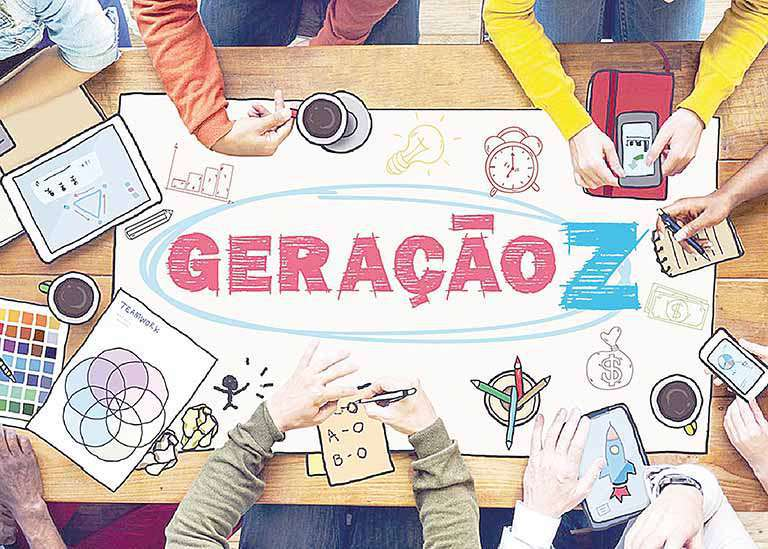 GERAÇÃO Z
TEAMWORK
A - O
B - O